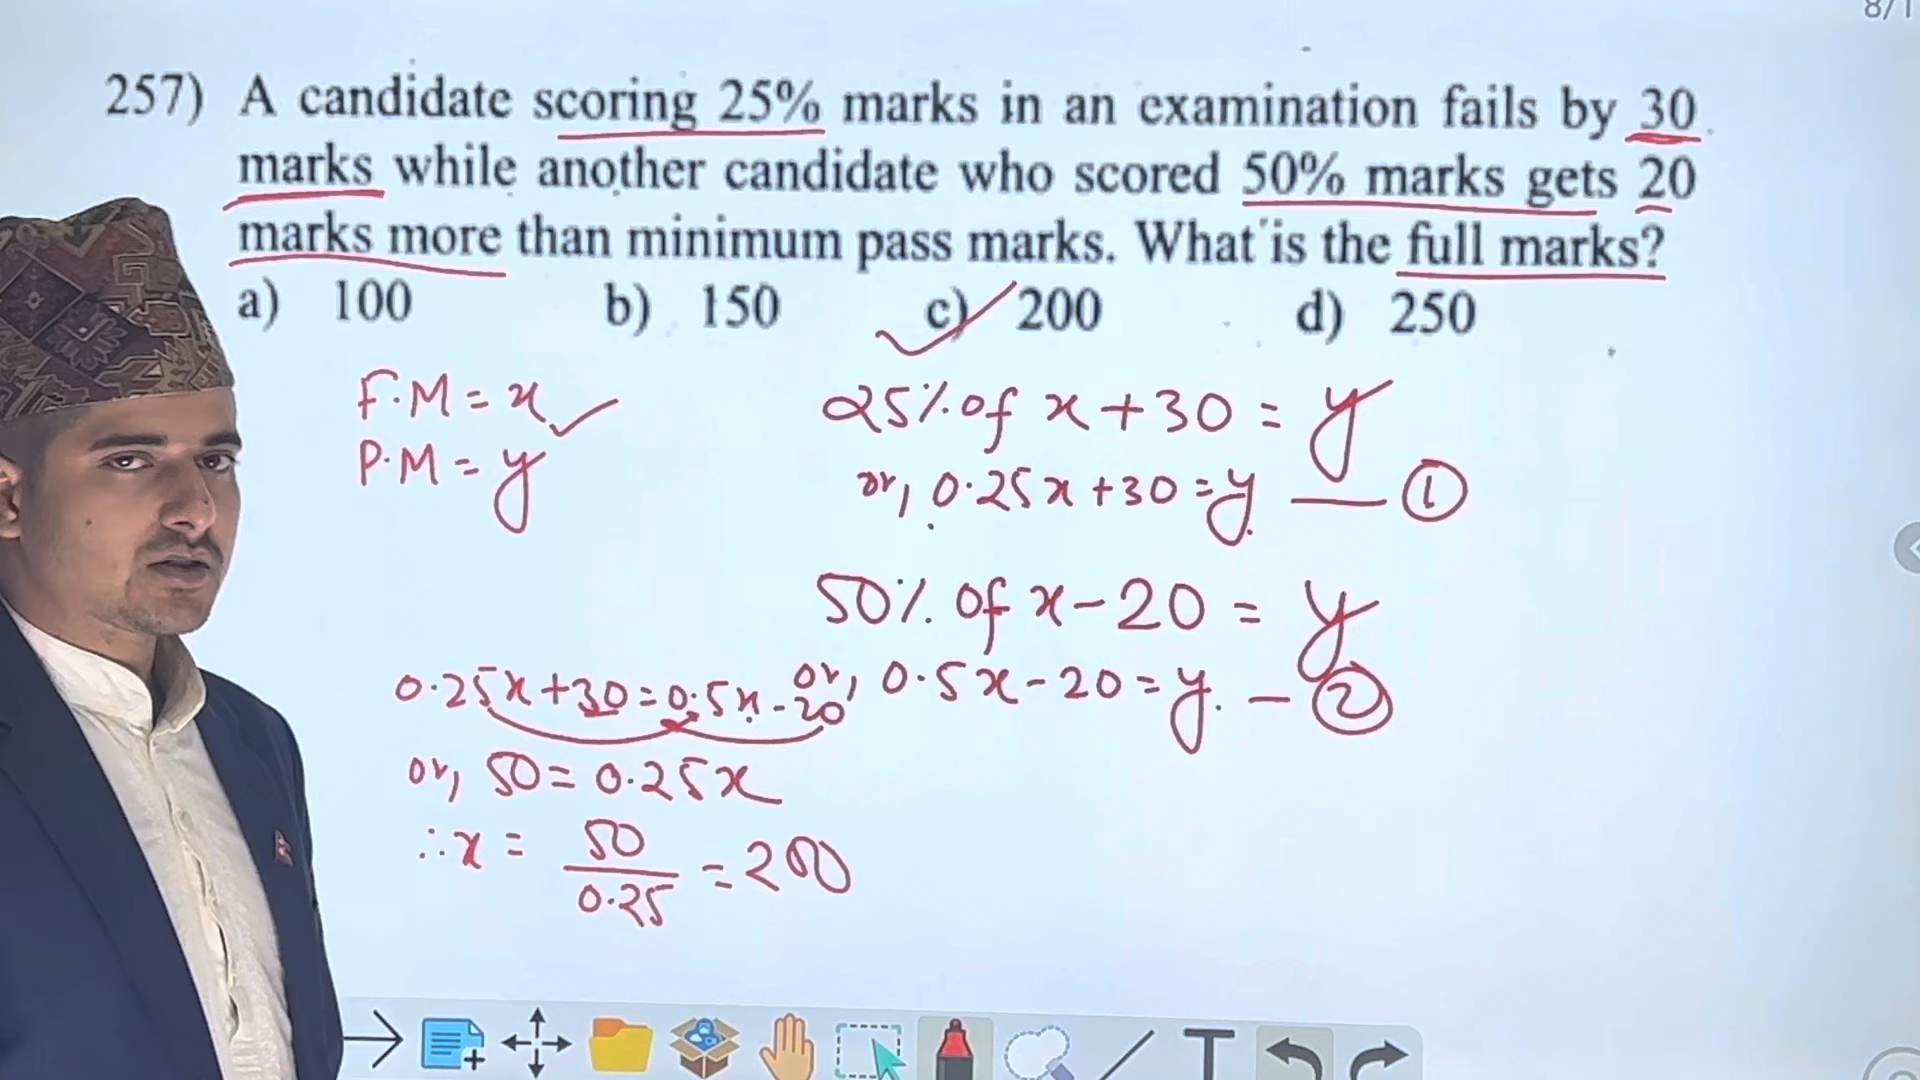 8/1
257) A candidate scoring 25% marks in an examination fails by 30
marks while another candidate who scored 50% marks gets 20
marks more than minimum pass marks. What is the full marks?
a) 100 b) 150 c) 200 d) 250
F.M = x
P.M = y
25% of x + 30 = y
or, 0.25x + 30 = y — ①
50% of x - 20 = y
or, 0.5x - 20 = y. — ②
0.25x + 30 = 0.5x - 20
or, 50 = 0.25x
∴ x = 50/0.25 = 200
T